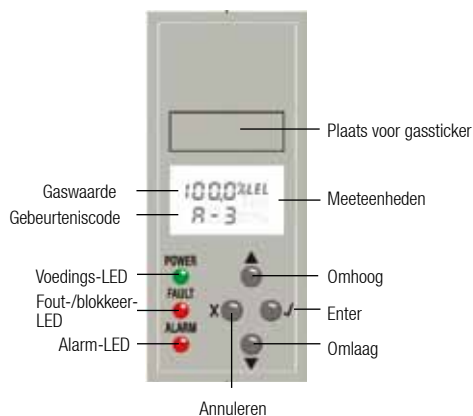 Plaats voor gassticker
Gaswaarde
100,0%LEL
Meeteenheden
Gebeurteniscode
A-3
POWER
Voedings-LED
Omhoog
FAULT
Fout-/blokkeer-
LED
X
√
Enter
ALARM
Alarm-LED
Omlaag
Annuleren